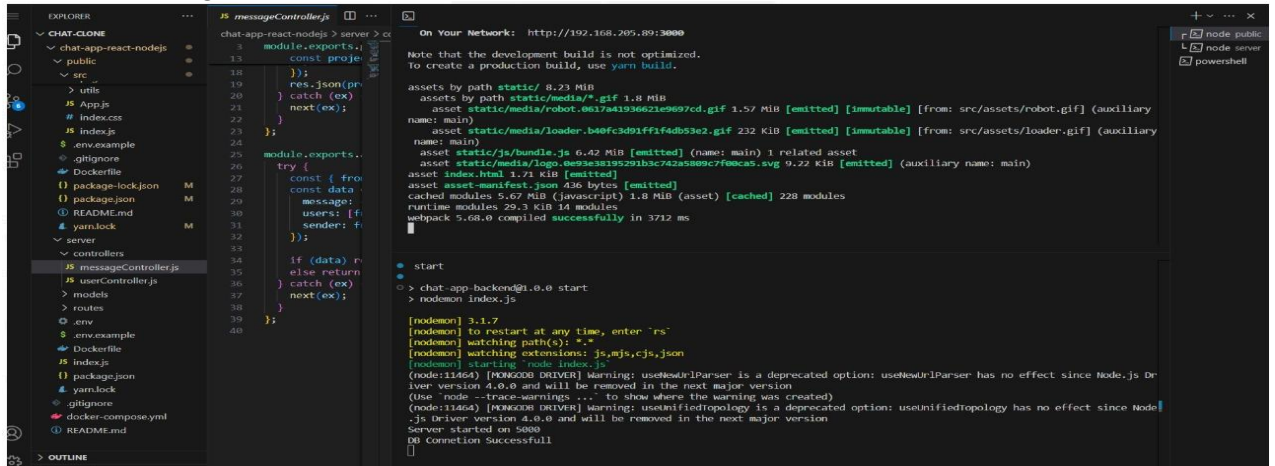 EXPLORER
CHAT-CLONE
chat-app-react-nodejs
public
src
utils
JS App.js
# index.css
JS index.js
$ .env.example
.gitignore
Dockerfile
{} package-lock.json M
{} package.json M
README.md
yarn.lock M
server
controllers
JS messageController.js
JS userController.js
models
routes
.env
$ .env.example
Dockerfile
JS index.js
{} package.json
yarn.lock
.gitignore
docker-compose.yml
README.md
OUTLINE
JS messageController.js
chat-app-react-nodejs > server >
3 module.exports.
13 const proje
18 });
19 res.json(pr
20 } catch (ex)
21 next(ex);
22 }
23 };
24
25 module.exports.
26 try {
27 const { fro
28 const data
29 message:
30 users: [f
31 sender: f
32 });
33
34 if (data) r
35 else return
36 } catch (ex)
37 next(ex);
38 }
39 };
40
On Your Network: http://192.168.205.89:3000
Note that the development build is not optimized.
To create a production build, use yarn build.
assets by path static/ 8.23 MiB
assets by path static/media/*.gif 1.8 MiB
asset static/media/robot.0617a41936621e9697cd.gif 1.57 MiB [emitted] [immutable] [from: src/assets/robot.gif] (auxiliary
name: main)
asset static/media/loader.b40fc3d91ff1f4db53e2.gif 232 KiB [emitted] [immutable] [from: src/assets/loader.gif] (auxiliary
name: main)
asset static/js/bundle.js 6.42 MiB [emitted] (name: main) 1 related asset
asset static/media/logo.0e93e38195291b3c742a5809c7f00ca5.svg 9.22 KiB [emitted] (auxiliary name: main)
asset index.html 1.71 KiB [emitted]
asset asset-manifest.json 436 bytes [emitted]
cached modules 5.67 MiB (javascript) 1.8 MiB (asset) [cached] 228 modules
runtime modules 29.3 KiB 14 modules
webpack 5.68.0 compiled successfully in 3712 ms
start
> chat-app-backend@1.0.0 start
> nodemon index.js
[nodemon] 3.1.7
[nodemon] to restart at any time, enter `rs`
[nodemon] watching path(s): *.*
[nodemon] watching extensions: js,mjs,cjs,json
[nodemon] starting `node index.js`
(node:11464) [MONGODB DRIVER] Warning: useNewUrlParser is a deprecated option: useNewUrlParser has no effect since Node.js Dr
iver version 4.0.0 and will be removed in the next major version
(Use `node --trace-warnings ...` to show where the warning was created)
(node:11464) [MONGODB DRIVER] Warning: useUnifiedTopology is a deprecated option: useUnifiedTopology has no effect since Node
.js Driver version 4.0.0 and will be removed in the next major version
Server started on 5000
DB Connetion Successfull
node public
node server
powershell